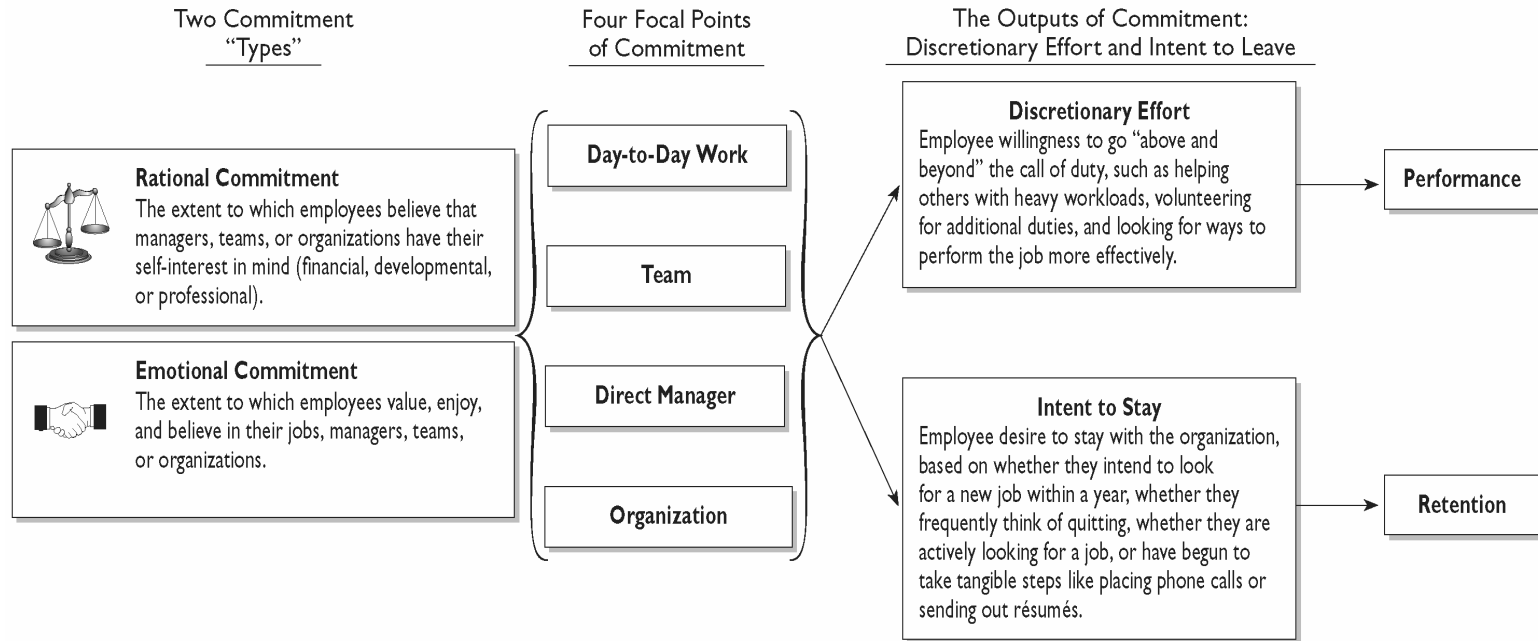 Two Commitment
“Types”
Four Focal Points
of Commitment
The Outputs of Commitment:
Discretionary Effort and Intent to Leave
Rational Commitment
The extent to which employees believe that
managers, teams, or organizations have their
self-interest in mind (financial, developmental,
or professional).
Emotional Commitment
The extent to which employees value, enjoy,
and believe in their jobs, managers, teams,
or organizations.
Day-to-Day Work
Team
Direct Manager
Organization
Discretionary Effort
Employee willingness to go “above and
beyond” the call of duty, such as helping
others with heavy workloads, volunteering
for additional duties, and looking for ways to
perform the job more effectively.
Performance
Intent to Stay
Employee desire to stay with the organization,
based on whether they intend to look
for a new job within a year, whether they
frequently think of quitting, whether they are
actively looking for a job, or have begun to
take tangible steps like placing phone calls or
sending out résumés.
Retention